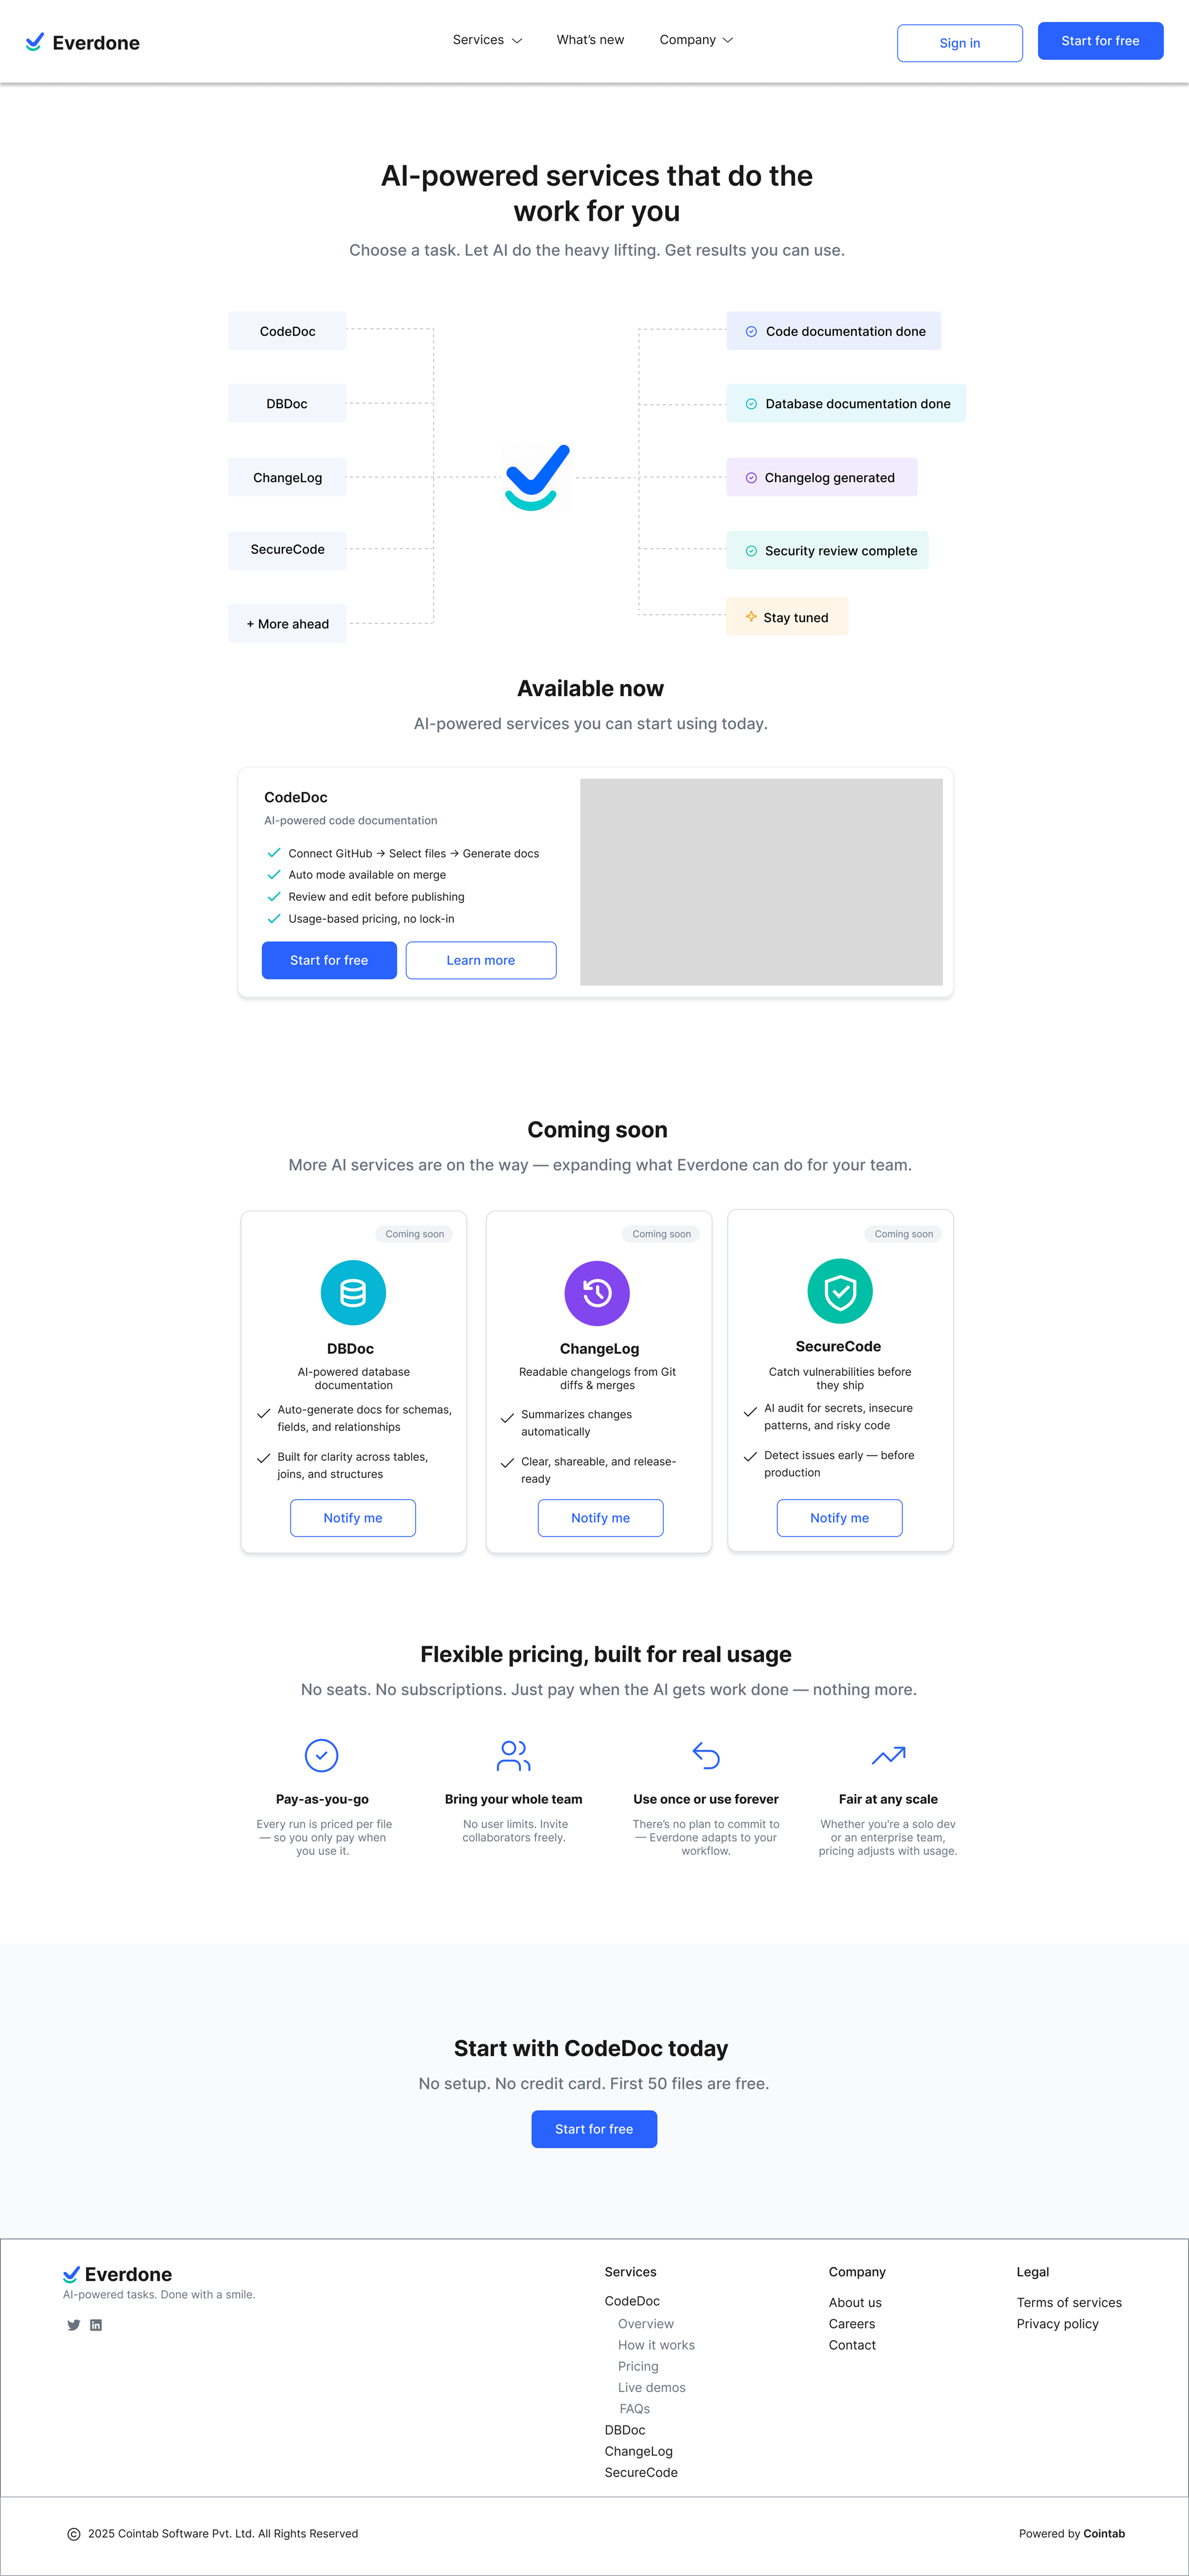 Everdone
Services
What's new
Company
Sign in
Start for free
AI-powered services that do the
work for you
Choose a task. Let AI do the heavy lifting. Get results you can use.
CodeDoc
Code documentation done
DBDoc
Database documentation done
ChangeLog
Changelog generated
SecureCode
Security review complete
+ More ahead
Stay tuned
Available now
AI-powered services you can start using today.
CodeDoc
AI-powered code documentation
Connect GitHub → Select files → Generate docs
Auto mode available on merge
Review and edit before publishing
Usage-based pricing, no lock-in
Start for free
Learn more
Coming soon
More AI services are on the way — expanding what Everdone can do for your team.
Coming soon
DBDoc
AI-powered database
documentation
Auto-generate docs for schemas,
fields, and relationships
Built for clarity across tables,
joins, and structures
Notify me
Coming soon
ChangeLog
Readable changelogs from Git
diffs & merges
Summarizes changes
automatically
Clear, shareable, and release-
ready
Notify me
Coming soon
SecureCode
Catch vulnerabilities before
they ship
AI audit for secrets, insecure
patterns, and risky code
Detect issues early — before
production
Notify me
Flexible pricing, built for real usage
No seats. No subscriptions. Just pay when the AI gets work done — nothing more.
Pay-as-you-go
Every run is priced per file
— so you only pay when
you use it.
Bring your whole team
No user limits. Invite
collaborators freely.
Use once or use forever
There's no plan to commit to
— Everdone adapts to your
workflow.
Fair at any scale
Whether you're a solo dev
or an enterprise team,
pricing adjusts with usage.
Start with CodeDoc today
No setup. No credit card. First 50 files are free.
Start for free
Everdone
AI-powered tasks. Done with a smile.
Services
CodeDoc
Overview
How it works
Pricing
Live demos
FAQs
DBDoc
ChangeLog
SecureCode
Company
About us
Careers
Contact
Legal
Terms of services
Privacy policy
© 2025 Cointab Software Pvt. Ltd. All Rights Reserved
Powered by Cointab